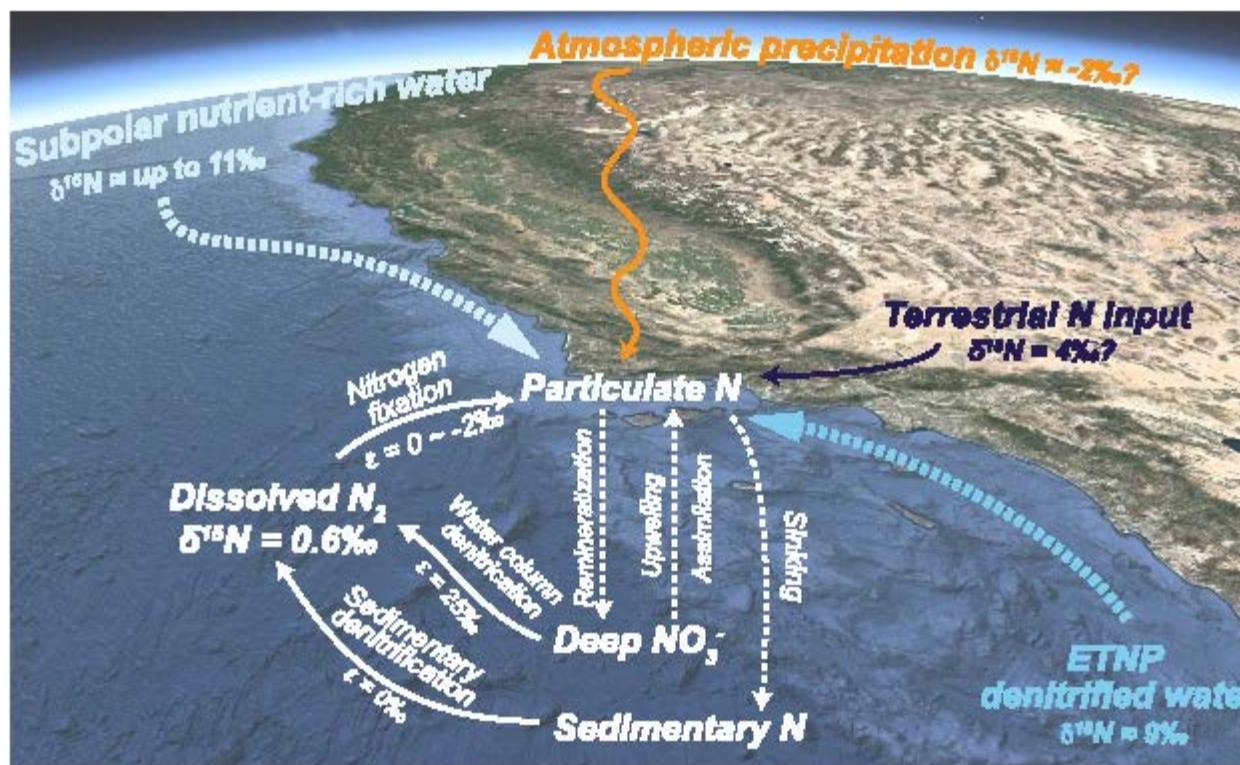 Atmospheric precipitation δ¹⁵N ≈ -2‰?
Subpolar nutrient-rich water
δ¹⁵N ≈ up to 11‰
Terrestrial N input
δ¹⁵N = 4‰?
Nitrogen
fixation
ε = 0 ~ -2‰
Particulate N
Dissolved N₂
δ¹⁵N = 0.6‰
Water column
denitrication
ε = 25‰
Sedimentary
denitrification
ε = 0‰
Remineratization
Upwelling
Assimilation
Sinking
Deep NO₃⁻
Sedimentary N
ETNP
denitrified water
δ¹⁵N ≈ 9‰